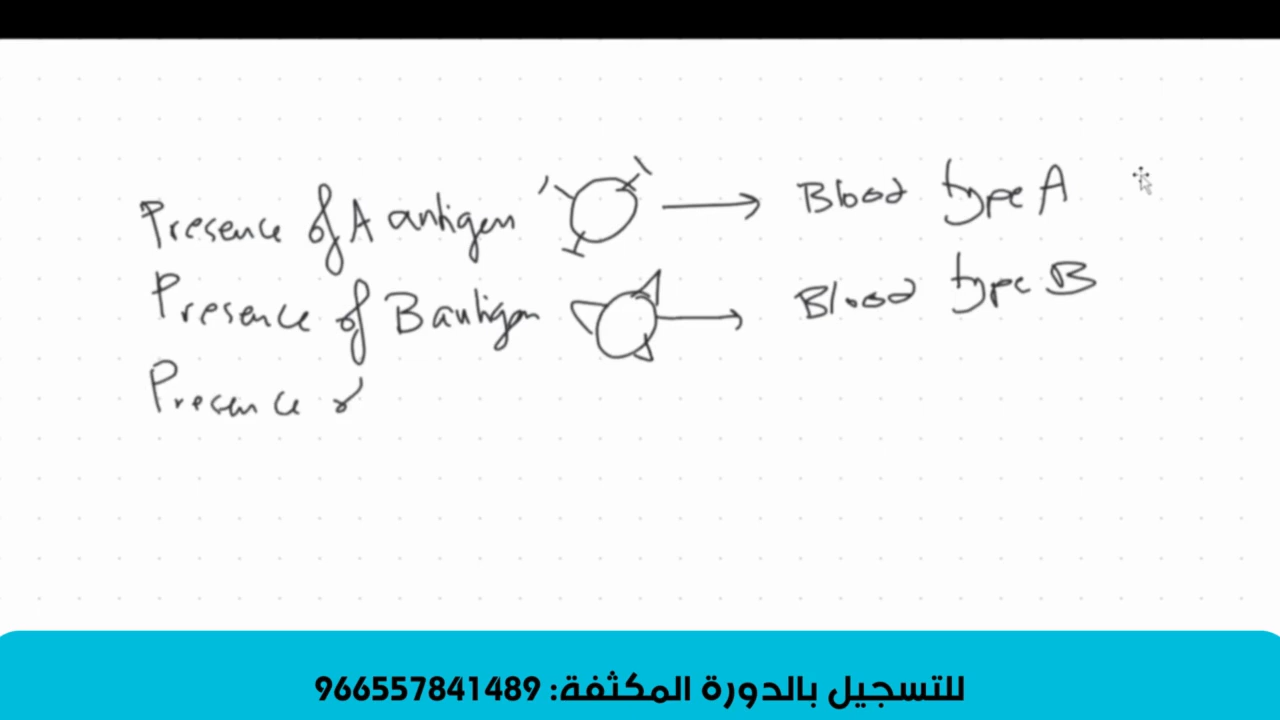 Presence of A antigen → Blood type A
Presence of B antigen → Blood type B
Presence
للتسجيل بالدورة المكثفة: 966557841489